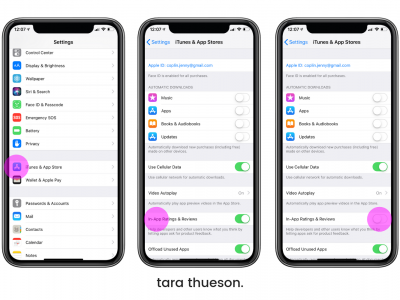 12:07
Settings
Control Center
Display & Brightness
Wallpaper
Siri & Search
Face ID & Passcode
Emergency SOS
Battery
Privacy
iTunes & App Store
Wallet & Apple Pay
Passwords & Accounts
Mail
Contacts
Calendar
Notes
12:07
Settings
iTunes & App Stores
Apple ID:
Face ID is enabled for all purchases.
AUTOMATIC DOWNLOADS
Music
Apps
Books & Audiobooks
Updates
Automatically download new purchases (including free)
made on other devices.
Use Cellular Data
Use cellular network for automatic downloads.
Video Autoplay
On
Automatically play app preview videos in the App Store.
In-App Ratings & Reviews
Help developers and other users know what you think by
letting apps ask for product feedback.
Offload Unused Apps
12:07
Settings
iTunes & App Stores
Apple ID:
Face ID is enabled for all purchases.
AUTOMATIC DOWNLOADS
Music
Apps
Books & Audiobooks
Updates
Automatically download new purchases (including free)
made on other devices.
Use Cellular Data
Use cellular network for automatic downloads.
Video Autoplay
On
Automatically play app preview videos in the App Store.
In-App Ratings & Reviews
Help developers and other users know what you think by
letting apps ask for product feedback.
Offload Unused Apps
tara thueson.